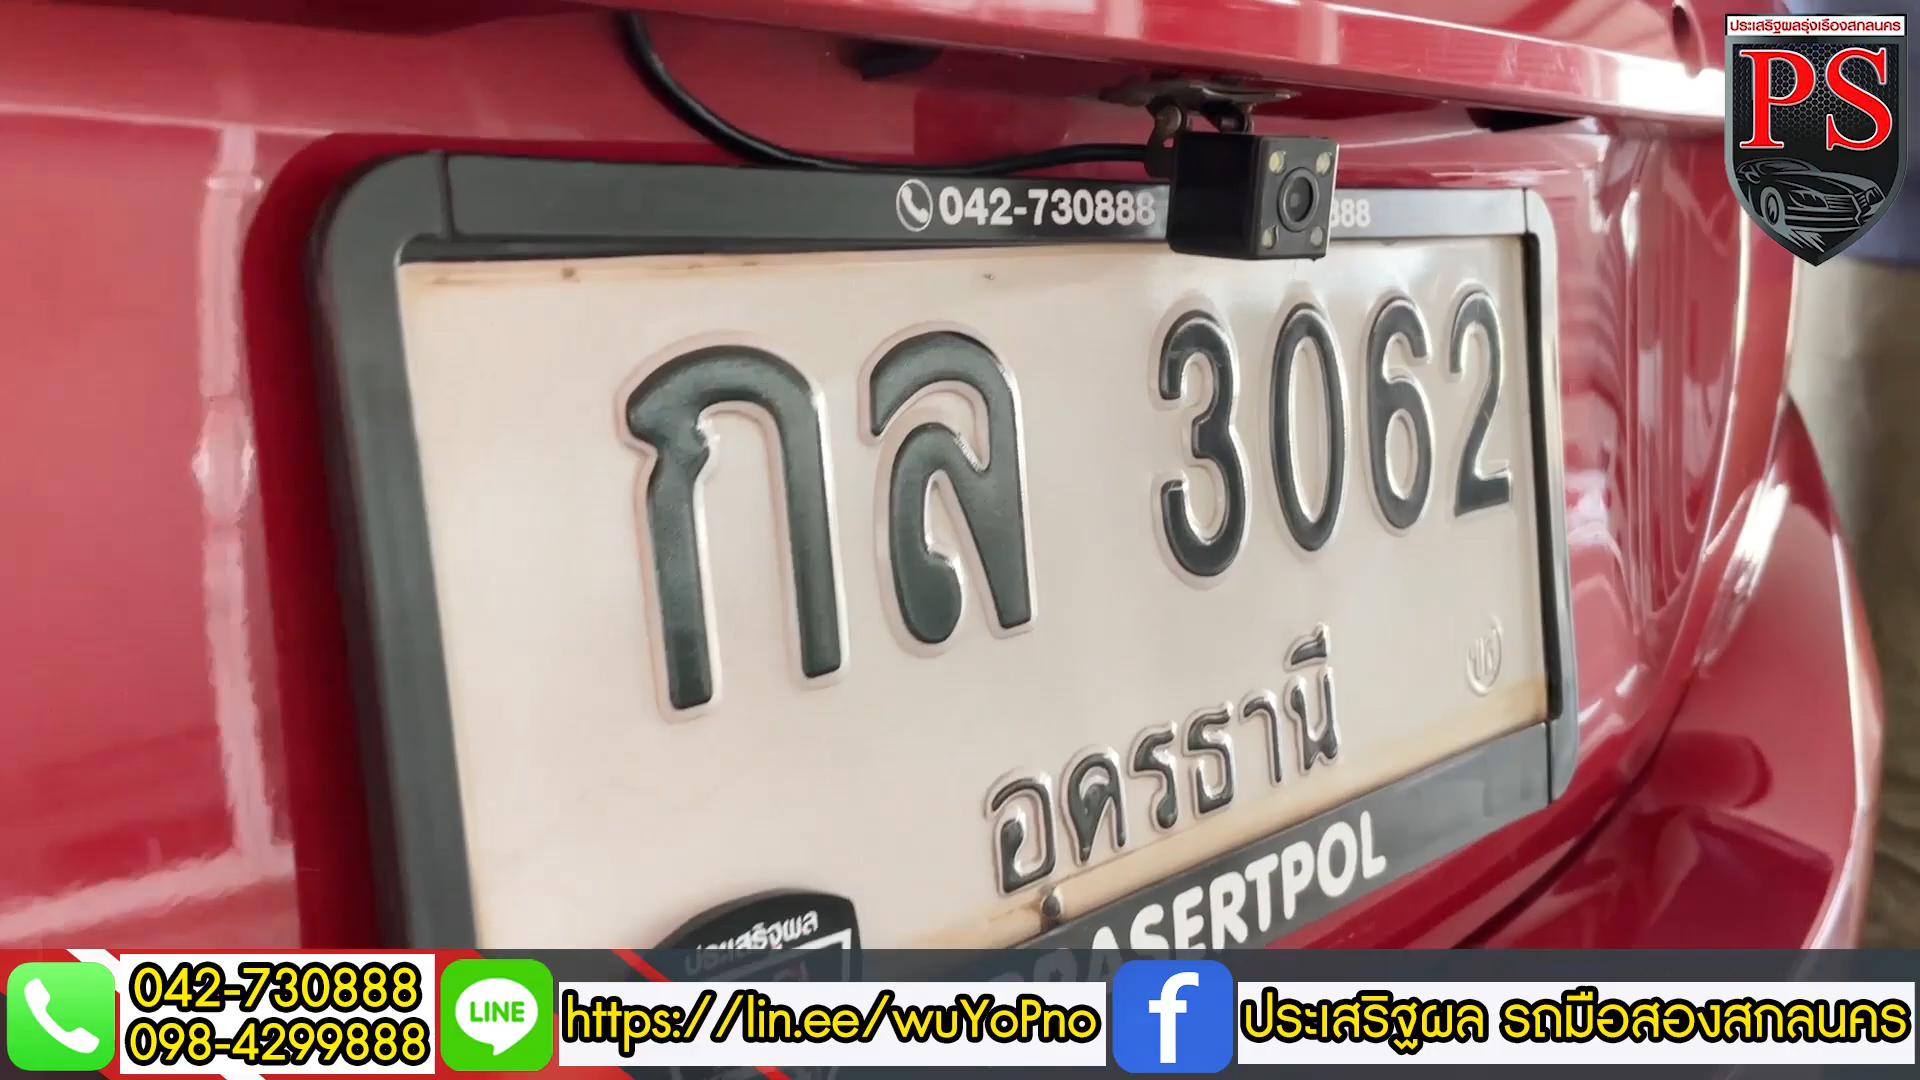 ประเสริฐผลรุ่งเรืองสกลนคร
PS
042-730888
888
กล 3062
อุดรธานี
ขส
PRASERTPOL
ประเสริฐผล
042-730888
098-4299888
LINE
https://lin.ee/wuYoPno
f
ประเสริฐผล รถมือสองสกลนคร